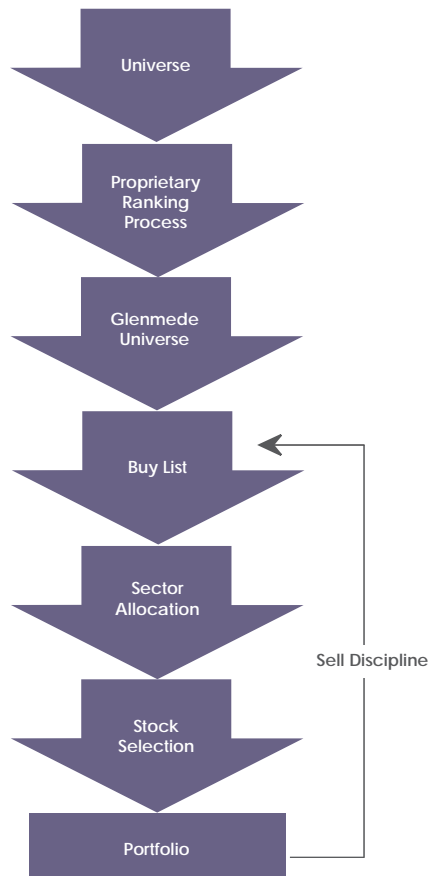 Universe
Proprietary
Ranking
Process
Glenmede
Universe
Buy List
Sector
Allocation
Sell Discipline
Stock
Selection
Portfolio